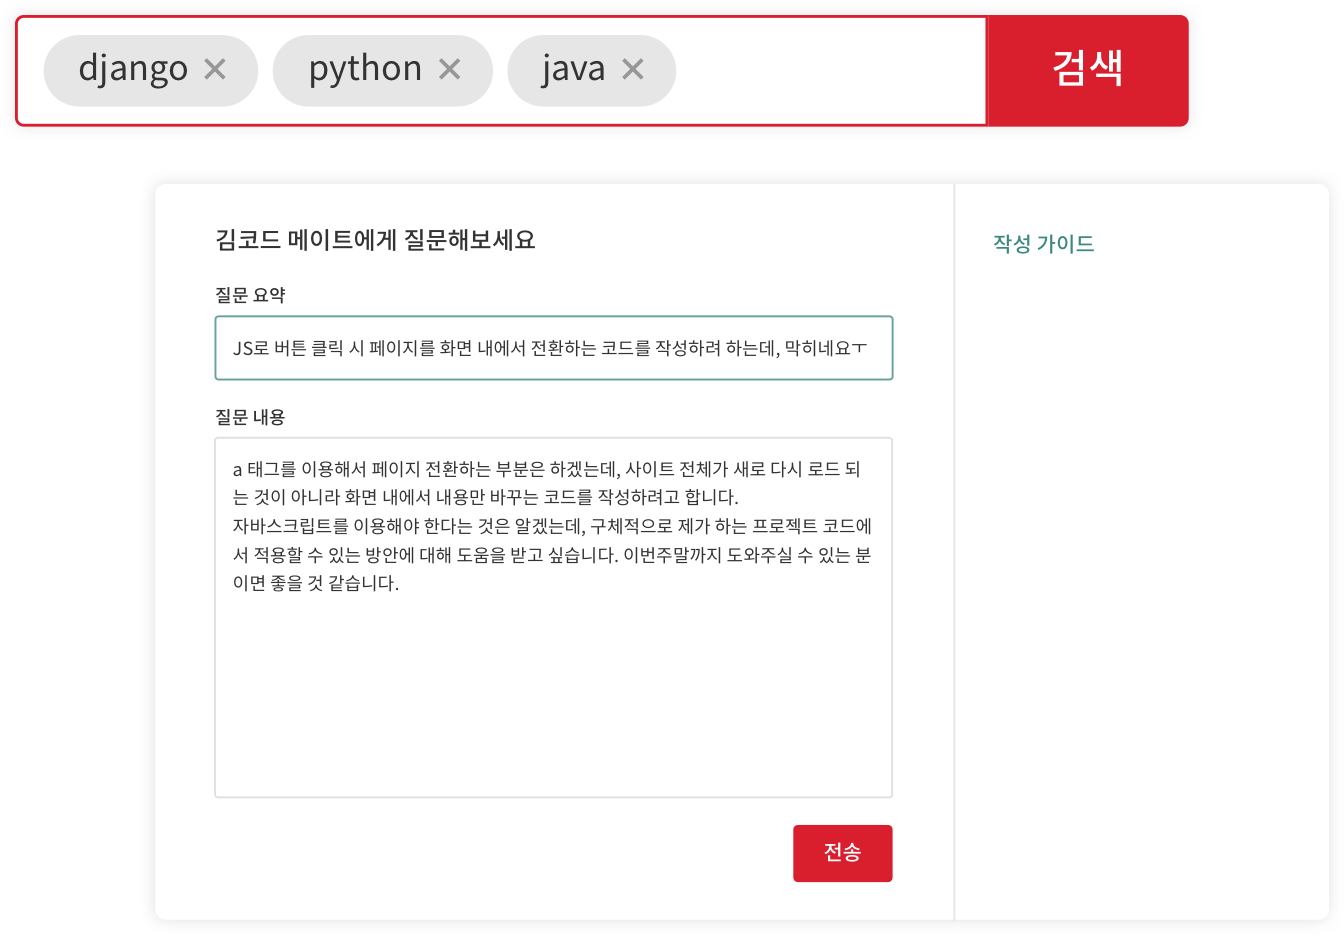 django ✕ python ✕ java ✕ 검색
김코드 메이트에게 질문해보세요
작성 가이드
질문 요약
JS로 버튼 클릭 시 페이지를 화면 내에서 전환하는 코드를 작성하려 하는데, 막히네요ㅜ
질문 내용
a 태그를 이용해서 페이지 전환하는 부분은 하겠는데, 사이트 전체가 새로 다시 로드 되
는 것이 아니라 화면 내에서 내용만 바꾸는 코드를 작성하려고 합니다.
자바스크립트를 이용해야 한다는 것은 알겠는데, 구체적으로 제가 하는 프로젝트 코드에
서 적용할 수 있는 방안에 대해 도움을 받고 싶습니다. 이번주말까지 도와주실 수 있는 분
이면 좋을 것 같습니다.
전송